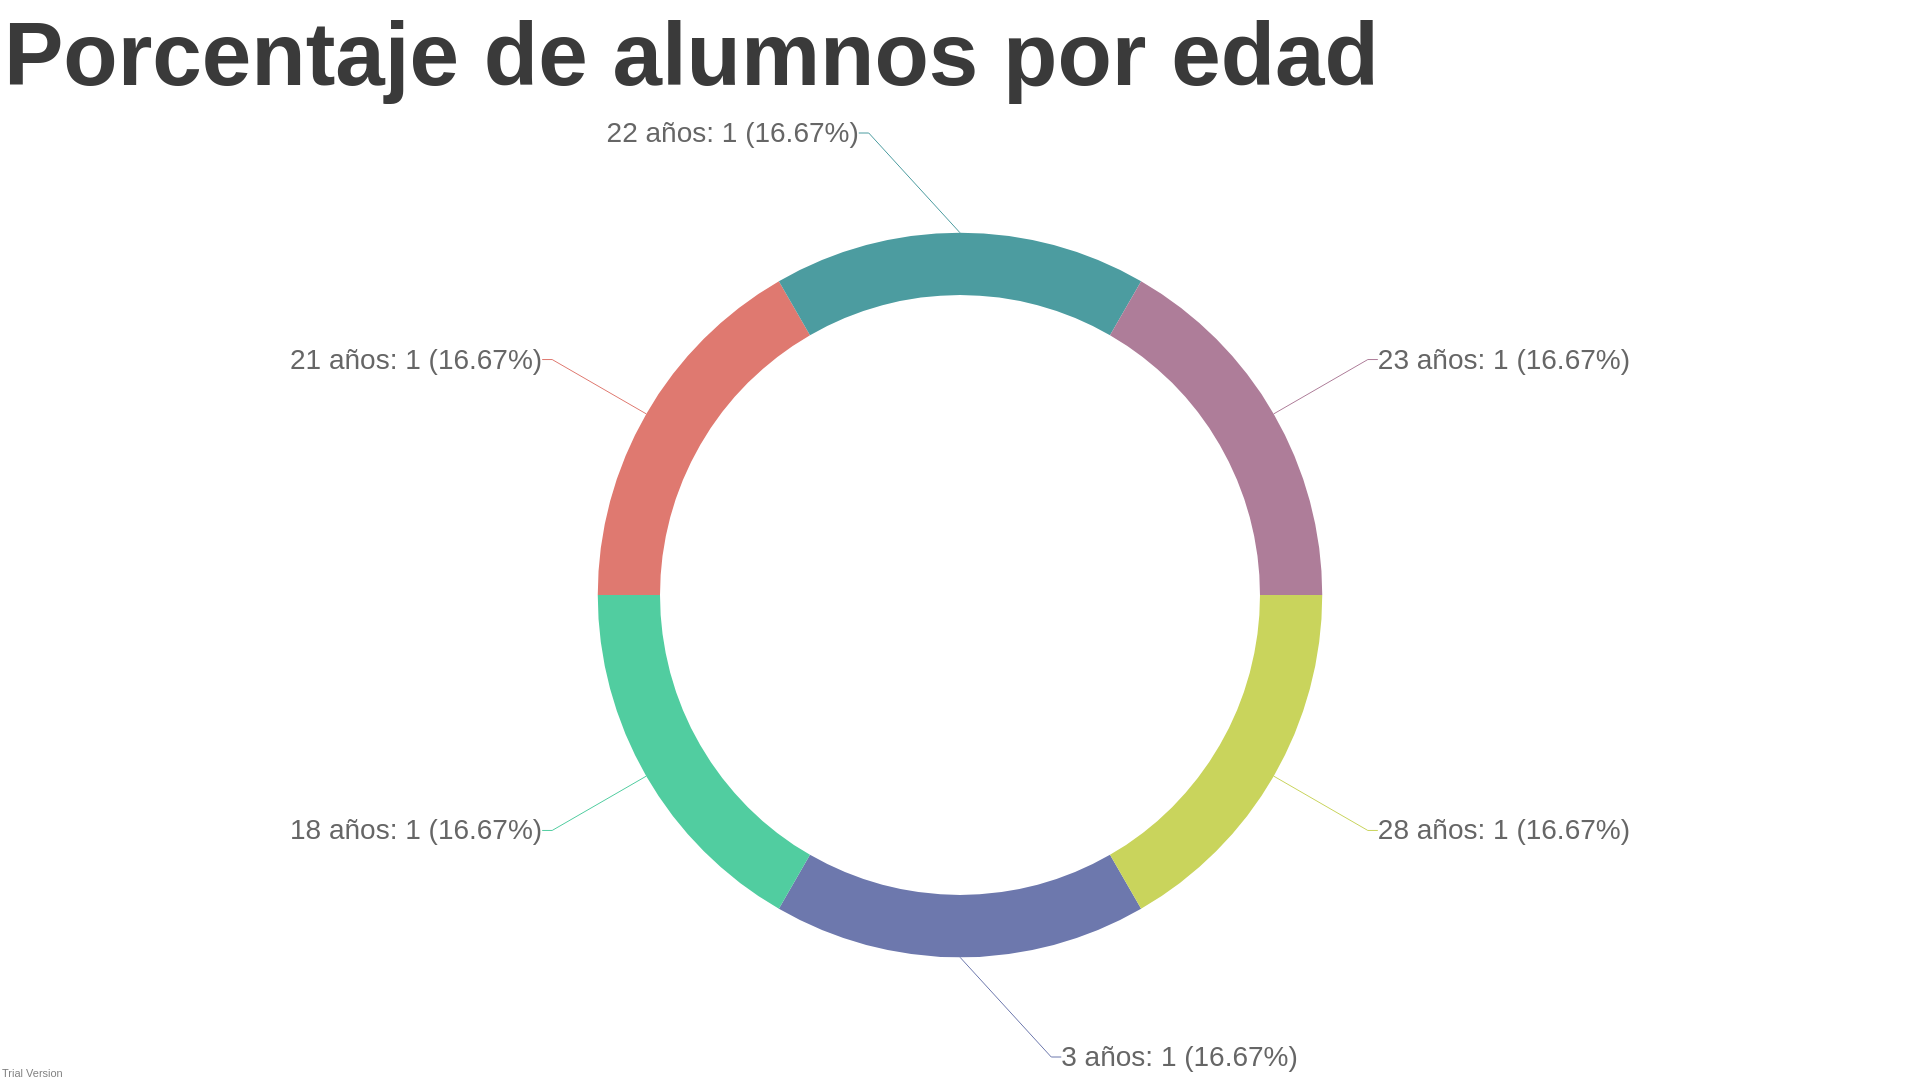 Porcentaje de alumnos por edad
22 años: 1 (16.67%)
21 años: 1 (16.67%)
23 años: 1 (16.67%)
18 años: 1 (16.67%)
28 años: 1 (16.67%)
3 años: 1 (16.67%)
Trial Version